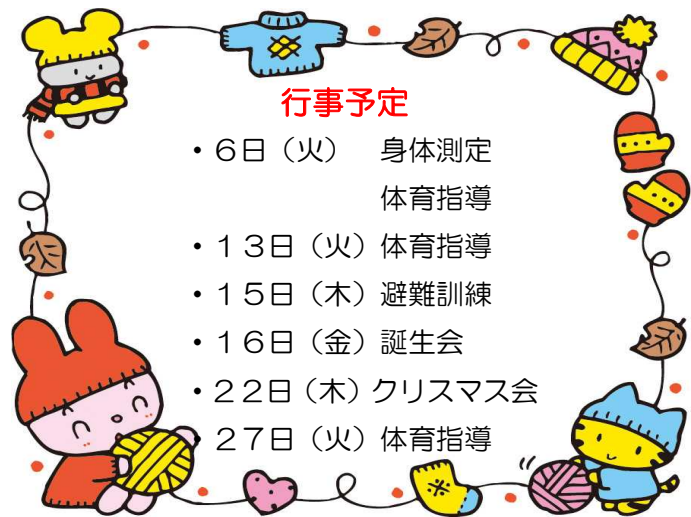 行事予定
・６日（火）　身体測定
体育指導
・１３日（火）体育指導
・１５日（木）避難訓練
・１６日（金）誕生会
・２２日（木）クリスマス会
・２７日（火）体育指導